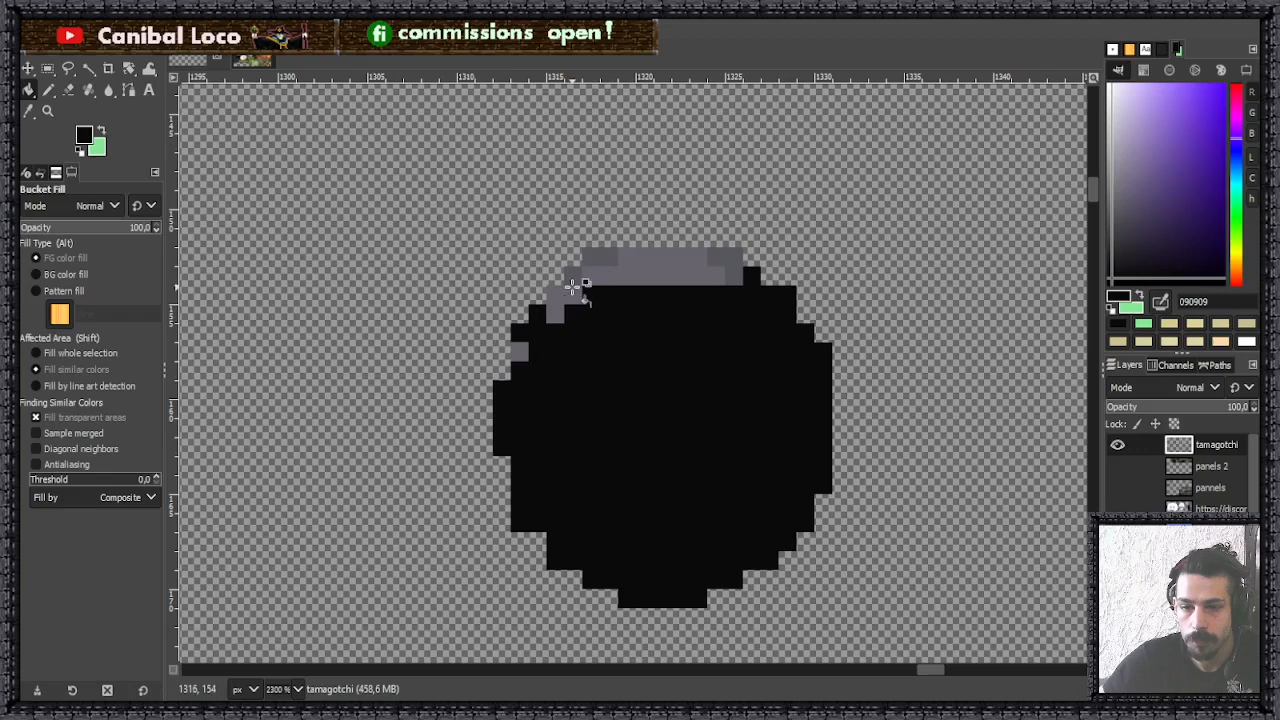 Canibal Loco
fi commissions open!
1295 1300 1305 1310 1315 1320 1325 1330 1335 1340
Bucket Fill
Mode Normal
Opacity 100,0
Fill Type (Alt)
FG color fill
BG color fill
Pattern fill
Affected Area (Shift)
Fill whole selection
Fill similar colors
Fill by line art detection
Finding Similar Colors
Fill transparent areas
Sample merged
Diagonal neighbors
Antialiasing
Threshold 0,0
Fill by Composite
1316, 154 px 2300 % tamagotchi (458,6 MB)
Aa
R
G
B
L
C
h
090909
Layers Channels Paths
Mode Normal
Opacity 100,0
Lock:
tamagotchi
panels 2
pannels
https://discor